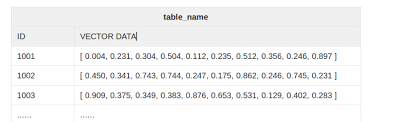 table_name
ID VECTOR DATA
1001 [ 0.004, 0.231, 0.304, 0.504, 0.112, 0.235, 0.512, 0.356, 0.246, 0.897 ]
1002 [ 0.450, 0.341, 0.743, 0.744, 0.247, 0.175, 0.862, 0.246, 0.745, 0.231 ]
1003 [ 0.909, 0.375, 0.349, 0.383, 0.876, 0.653, 0.531, 0.129, 0.402, 0.283 ]
...... ......